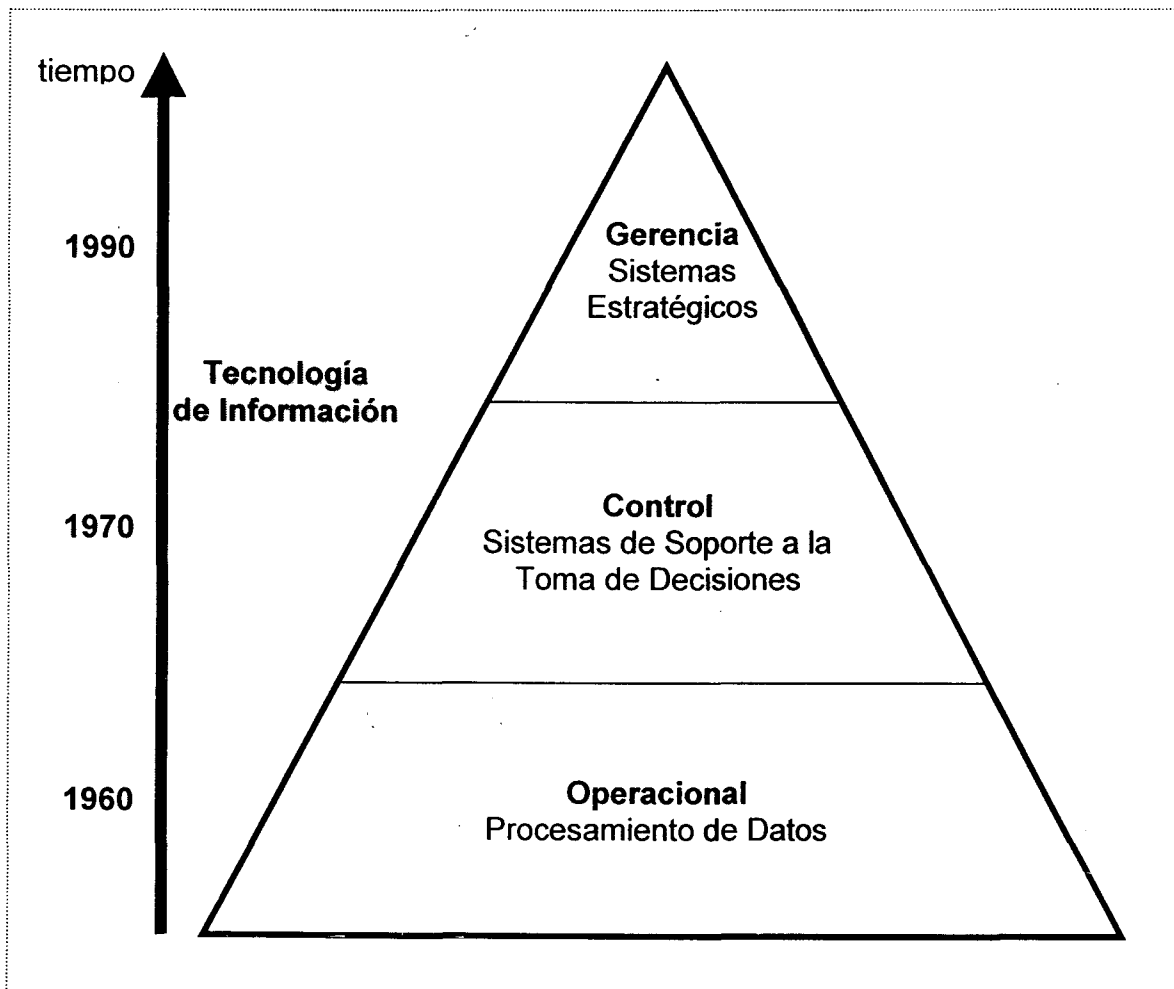 tiempo
1990
Gerencia
Sistemas
Estratégicos
Tecnología
de Información
1970
Control
Sistemas de Soporte a la
Toma de Decisiones
1960
Operacional
Procesamiento de Datos